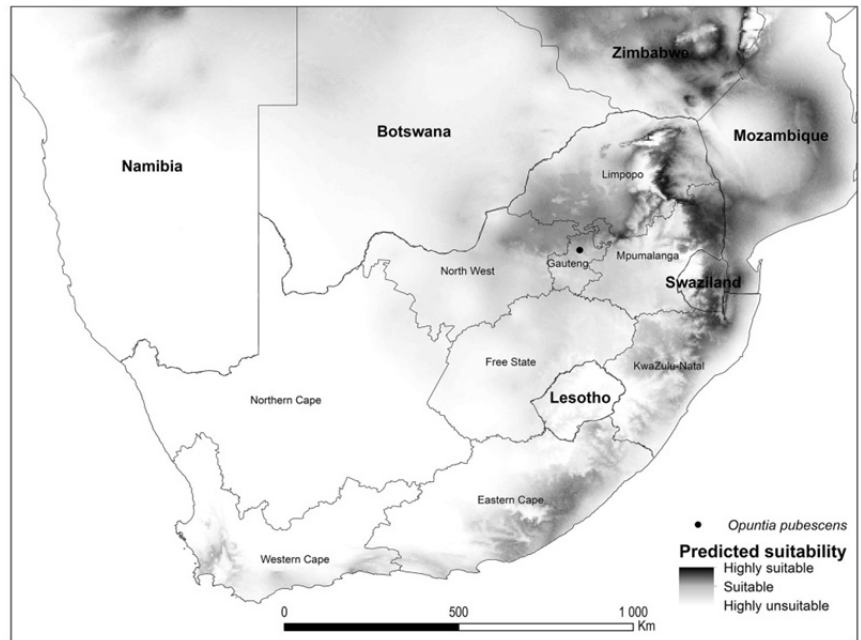 Zimbabwe
Botswana
Mozambique
Namibia
Limpopo
Gauteng
Mpumalanga
North West
Swaziland
Free State
KwaZulu-Natal
Lesotho
Northern Cape
Eastern Cape
Western Cape
Opuntia pubescens
Predicted suitability
Highly suitable
Suitable
Highly unsuitable
0 500 1 000
Km